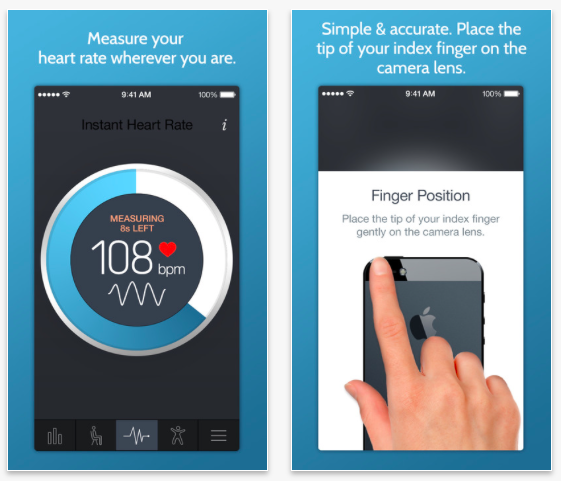 Measure your
heart rate wherever you are.
9:41 AM
100%
Instant Heart Rate
i
MEASURING
8s LEFT
108
bpm
Simple & accurate. Place the
tip of your index finger on the
camera lens.
9:41 AM
100%
Finger Position
Place the tip of your index finger
gently on the camera lens.